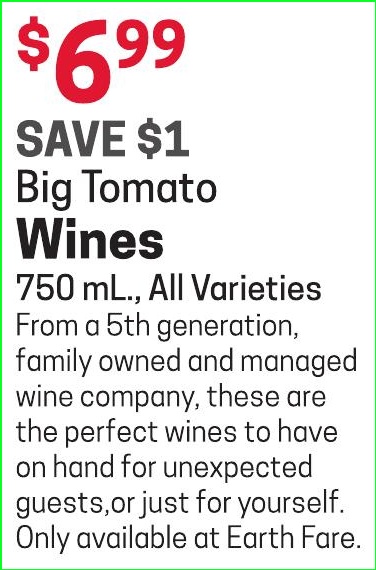 $6.99
SAVE $1
Big Tomato
Wines
750 mL., All Varieties
From a 5th generation,
family owned and managed
wine company, these are
the perfect wines to have
on hand for unexpected
guests,or just for yourself.
Only available at Earth Fare.